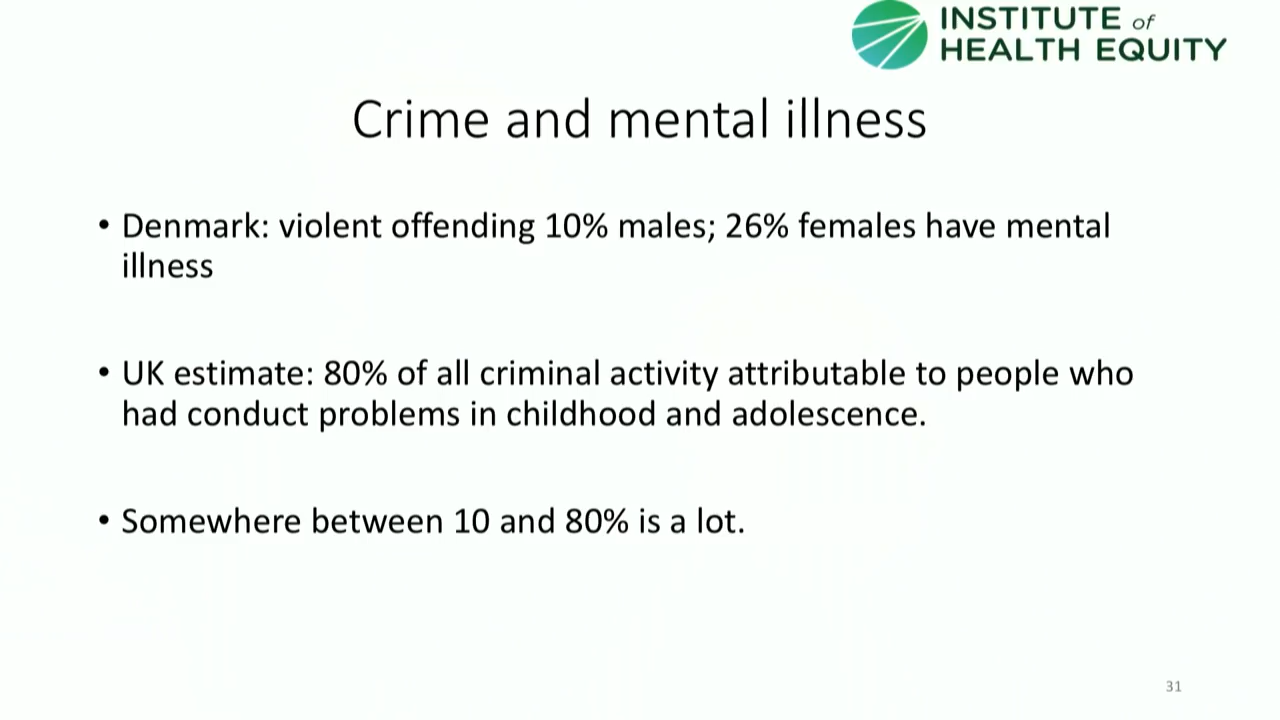 INSTITUTE of
HEALTH EQUITY
Crime and mental illness
• Denmark: violent offending 10% males; 26% females have mental
illness
• UK estimate: 80% of all criminal activity attributable to people who
had conduct problems in childhood and adolescence.
• Somewhere between 10 and 80% is a lot.
31